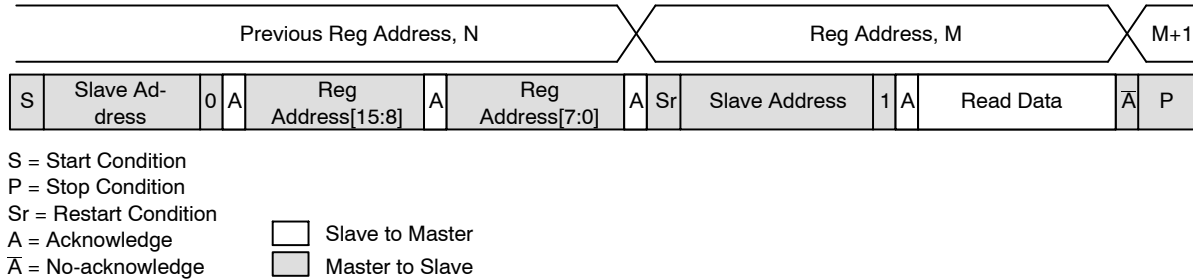 Previous Reg Address, N Reg Address, M M+1
S Slave Ad-
dress 0 A Reg
Address[15:8] A Reg
Address[7:0] A Sr Slave Address 1 A Read Data A̅ P
S = Start Condition
P = Stop Condition
Sr = Restart Condition
A = Acknowledge
A̅ = No-acknowledge
Slave to Master
Master to Slave